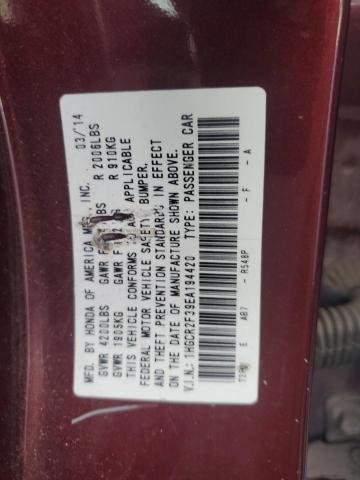 MFD. BY HONDA OF AMERICA MFG., INC. 03/14
GVWR 4200LBS GAWR F LBS R 2006LBS
GVWR 1905KG GAWR F R 910KG
THIS VEHICLE CONFORMS TO ALL APPLICABLE
FEDERAL MOTOR VEHICLE SAFETY, BUMPER,
AND THEFT PREVENTION STANDARDS IN EFFECT
ON THE DATE OF MANUFACTURE SHOWN ABOVE.
V.I.N.: 1HGCR2F39EA194420 TYPE: PASSENGER CAR
E AB7 - R548P - F - A